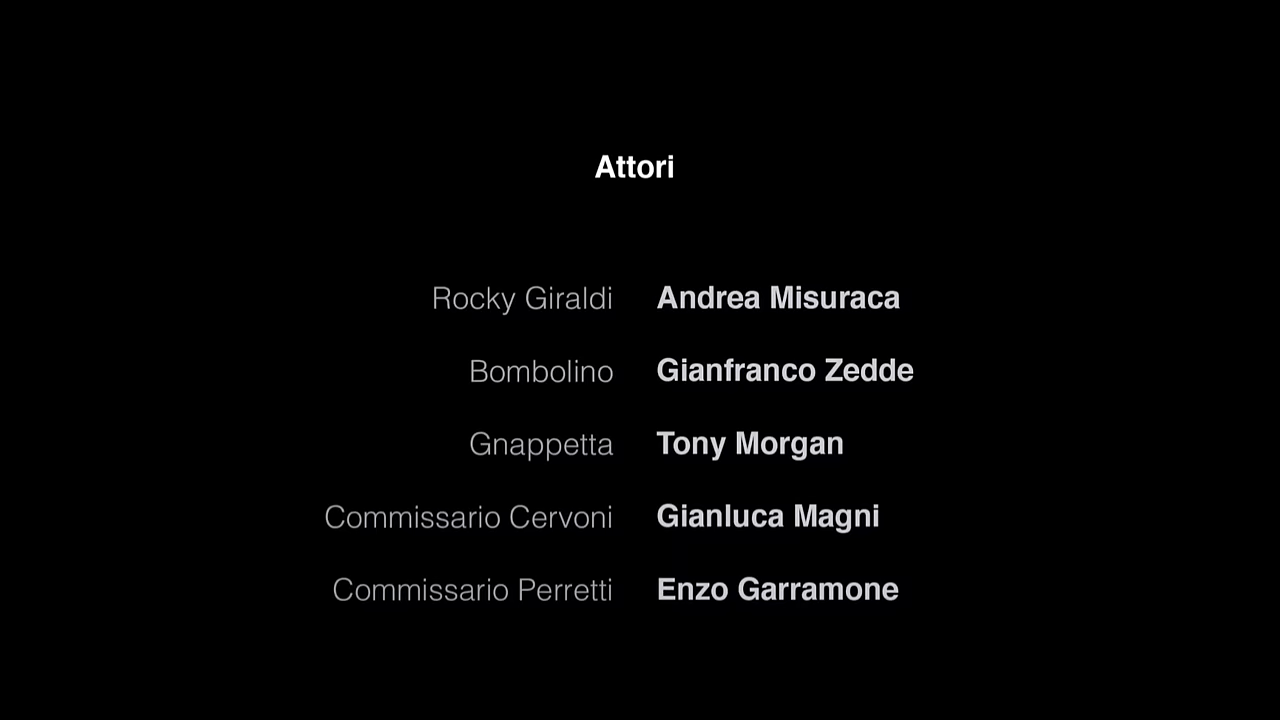 Attori
Rocky Giraldi Andrea Misuraca
Bombolino Gianfranco Zedde
Gnappetta Tony Morgan
Commissario Cervoni Gianluca Magni
Commissario Perretti Enzo Garramone